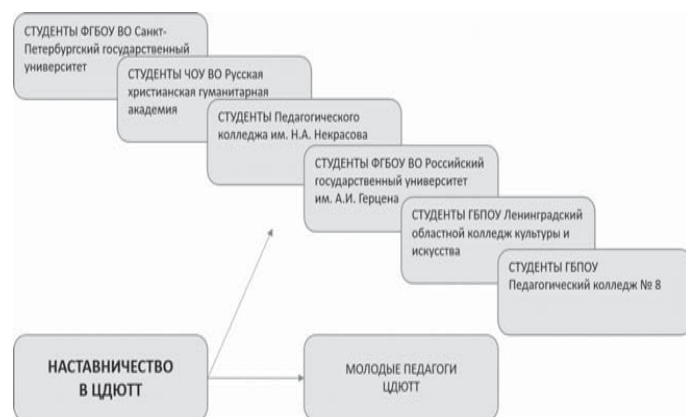 СТУДЕНТЫ ФГБОУ ВО Санкт-
Петербургский государственный
университет
СТУДЕНТЫ ЧОУ ВО Русская
христианская гуманитарная
академия
СТУДЕНТЫ Педагогического
колледжа им. Н.А. Некрасова
СТУДЕНТЫ ФГБОУ ВО Российский
государственный университет
им. А.И. Герцена
СТУДЕНТЫ ГБПОУ Ленинградский
областной колледж культуры и
искусства
СТУДЕНТЫ ГБПОУ
Педагогический колледж № 8
НАСТАВНИЧЕСТВО
В ЦДЮТТ
МОЛОДЫЕ ПЕДАГОГИ
ЦДЮТТ